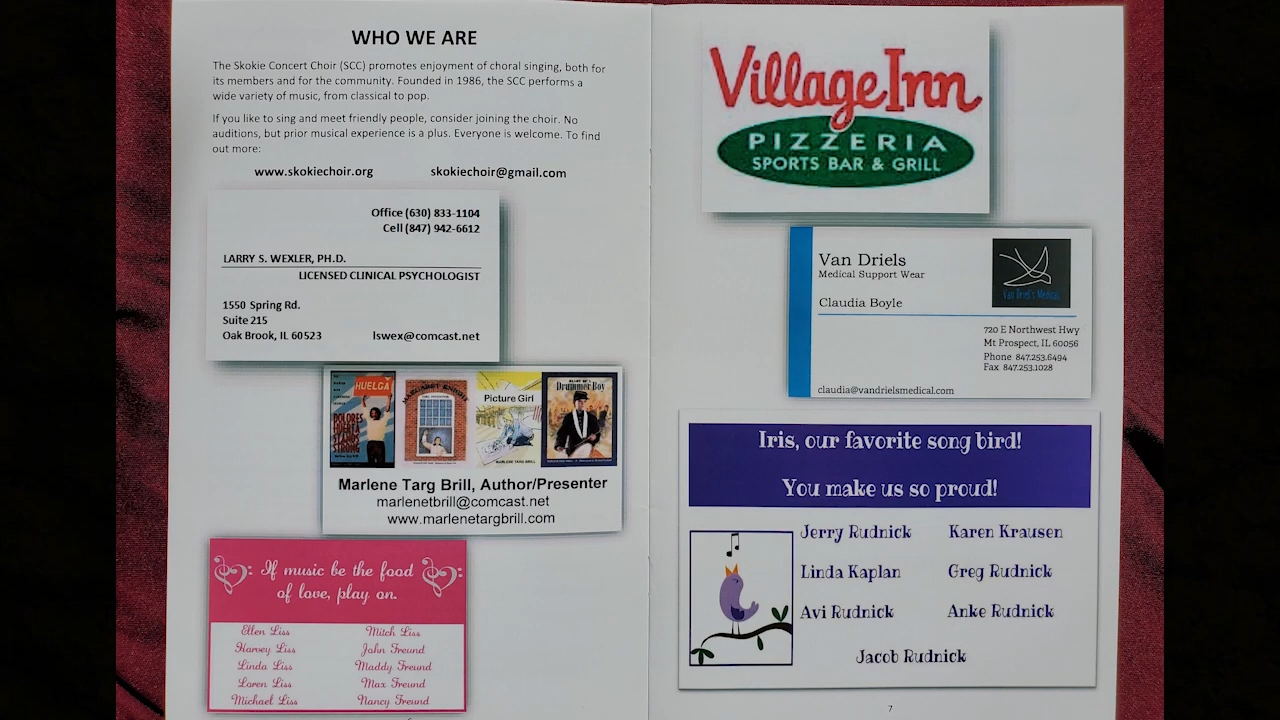 WHO WE ARE
The Skokie Concert Choir (SCC) promotes enjoyment of choral singing, both for
its members and for the community. Founded in 1986, the SCC performs a
wide variety of music, from classical to pop.
If you like to sing and meet friendly people, consider joining the choir. No
auditions, but prior musical experience is a plus. Everyone is welcome. To find
out more:
www.skokiechoir.org skokiechoir@gmail.com
Office (630) 833-1104
Cell (847) 942-6612
LARRY S. WEXLER, PH.D.
LICENSED CLINICAL PSYCHOLOGIST
1550 Spring Rd.
Suite 215
Oak Brook, IL 60523 lswex@comcast.net
HUELGA
DOLORES
STRONG
Picture Girl
MARLENE TARG BRILL
Drummer Boy
Marlene Targ Brill, Author/Presenter
marlenetbrill@comcast.net
www.marlenetargbrill.com
If music be the food
of love, play on.
Ellen Liss Mitch Liss
Harvey Liss John Freund
Linda Liss Maddy Freund
Loren Liss Max Freund
Michael Liss Nancy Freund
Village Inn
PIZZERIA
SPORTS BAR & GRILL
Van Driels
Medical Support Wear
Claudia Boyle
Van Driel's Medical
720 E Northwest Hwy
Mt Prospect, IL 60056
Phone 847.253.6494
Fax 847.253.1028
claudia@vandrielsmedical.com
Iris, our favorite song bird!
You make us so proud!
Jerry Rudnick Karen Krausen
Linda Kaplan Greg Rudnick
Avi Rudnick Anke Rudnick
Jacob Rudnick
7